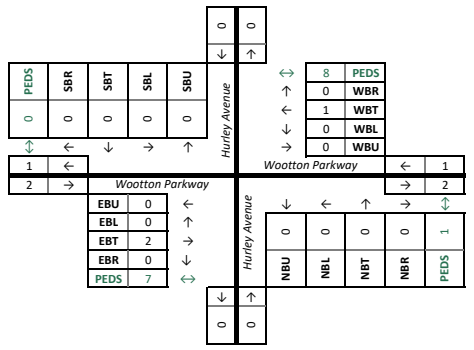 0 0
↓ ↑
Hurley Avenue
PEDS SBR SBT SBL SBU
0 0 0 0 0
↕ ← ↓ → ↑
↔ 8 PEDS
↑ 0 WBR
← 1 WBT
↓ 0 WBL
→ 0 WBU
1 ←
2 →
Wootton Parkway
← 1
→ 2
Wootton Parkway
EBU 0 ←
EBL 0 ↑
EBT 2 →
EBR 0 ↓
PEDS 7 ↔
Hurley Avenue
↓ ← ↑ → ↕
0 0 0 0 1
NBU NBL NBT NBR PEDS
↓ ↑
0 0